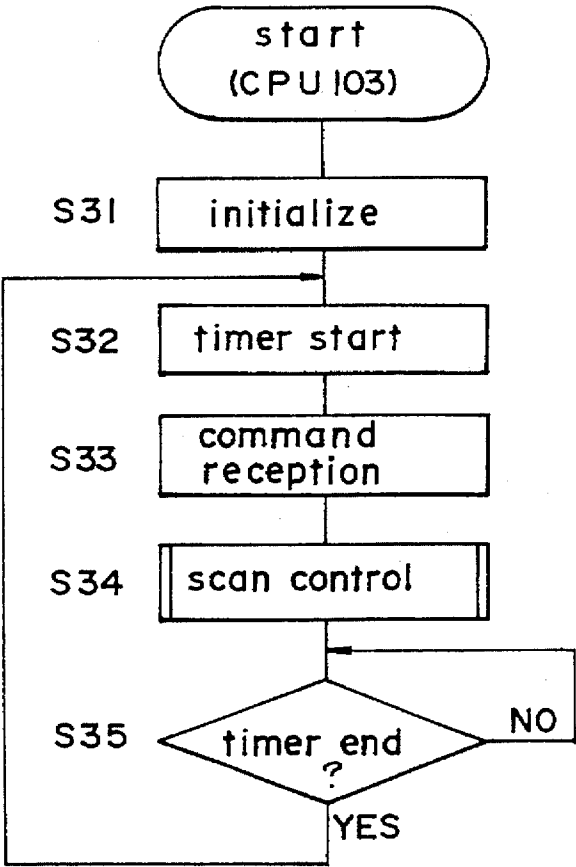 start
(CPU 103)
S31
initialize
S32
timer start
S33
command
reception
S34
scan control
S35
timer end
?
NO
YES